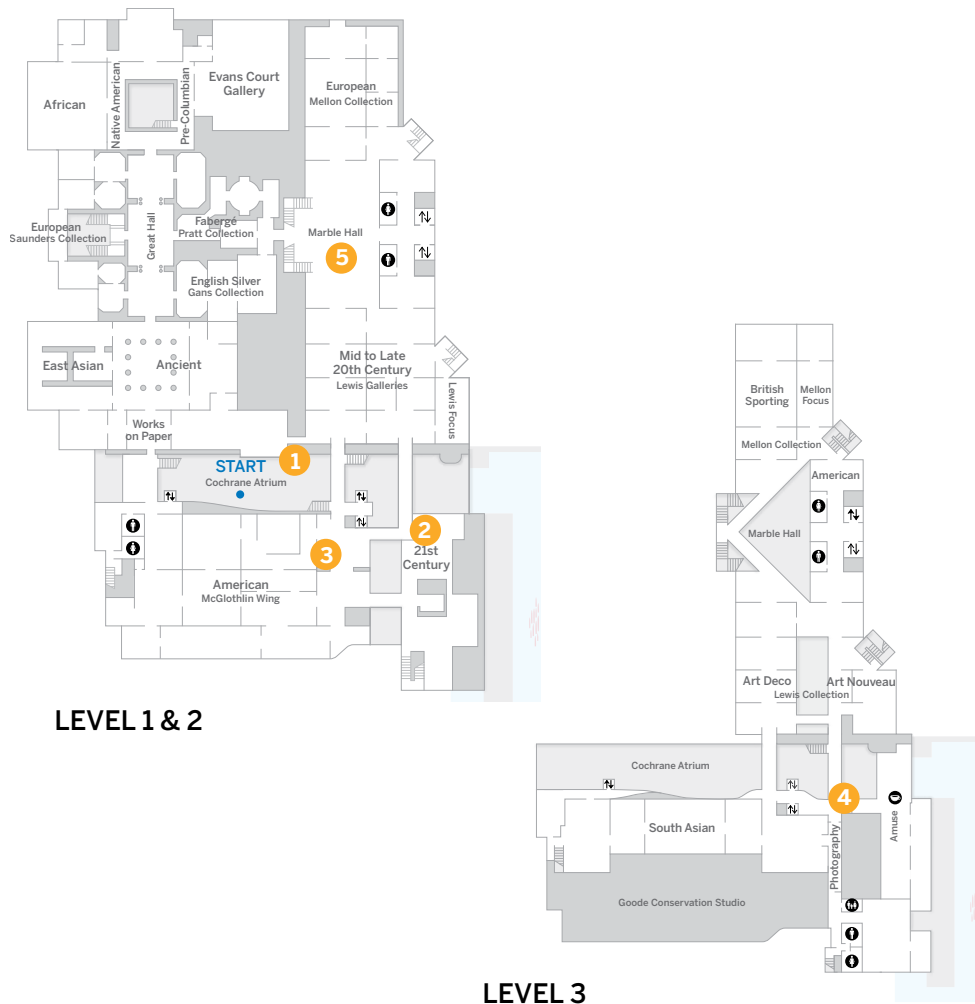 Evans Court
Gallery
European
Mellon Collection
African
Native American
Pre-Columbian
European
Saunders Collection
Great Hall
Fabergé
Pratt Collection
Marble Hall
5
English Silver
Gans Collection
East Asian
Ancient
Mid to Late
20th Century
Lewis Galleries
Lewis Focus
Works
on Paper
1
START
Cochrane Atrium
2
21st
Century
3
American
McGlothlin Wing
LEVEL 1 & 2
British
Sporting
Mellon
Focus
Mellon Collection
American
Marble Hall
Art Deco
Art Nouveau
Lewis Collection
Cochrane Atrium
4
South Asian
Photography
Amuse
Goode Conservation Studio
LEVEL 3